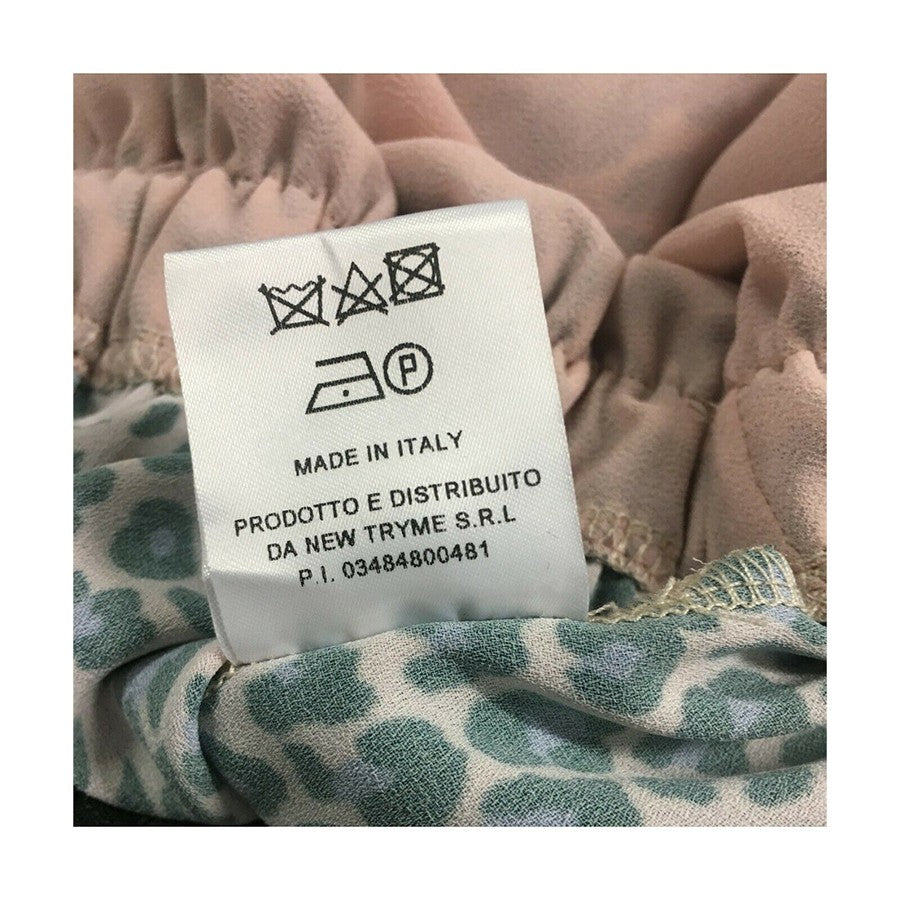 P
MADE IN ITALY
PRODOTTO E DISTRIBUITO
DA NEW TRYME S.R.L
P.I. 03484800481